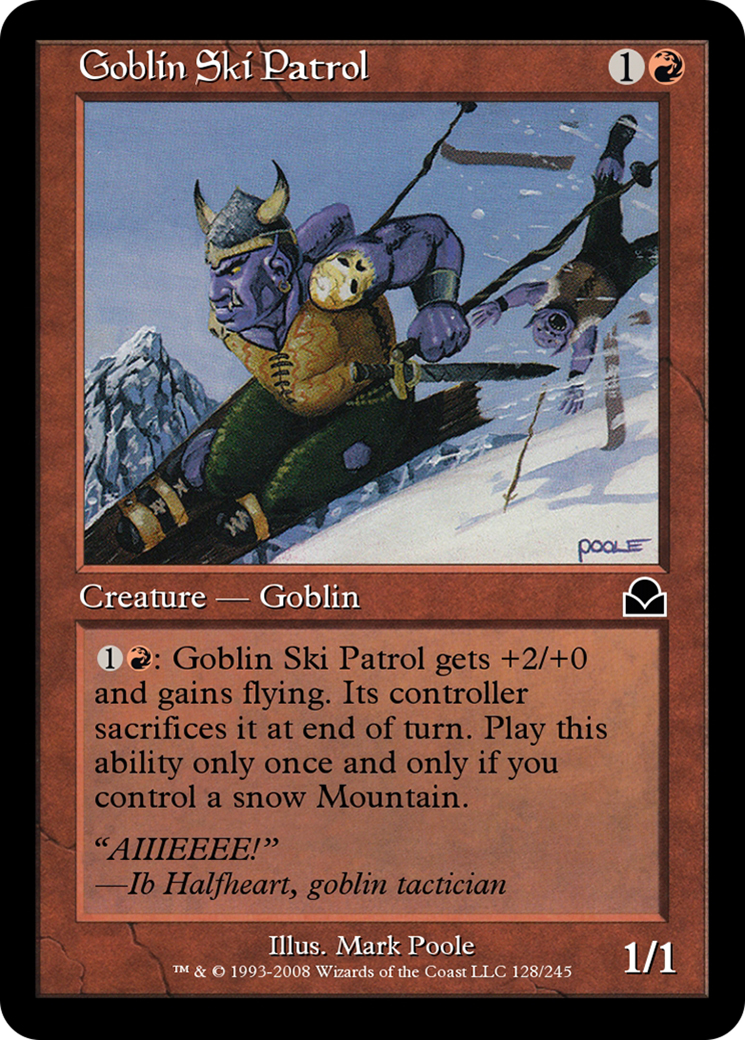 Goblin Ski Patrol 1
POOLE
Creature — Goblin
1: Goblin Ski Patrol gets +2/+0
and gains flying. Its controller
sacrifices it at end of turn. Play this
ability only once and only if you
control a snow Mountain.
“AIIIEEEE!”
—Ib Halfheart, goblin tactician
Illus. Mark Poole
™ & © 1993-2008 Wizards of the Coast LLC 128/245
1/1